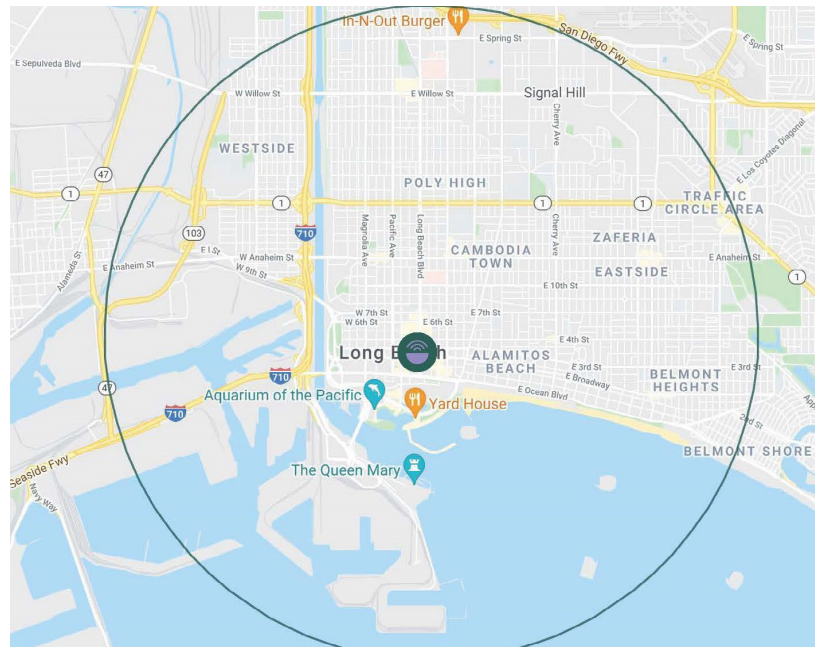 In-N-Out Burger
E Spring St
San Diego Fwy
E Spring St
E Sepulveda Blvd
W Willow St
E Willow St
Signal Hill
Cherry Ave
E Los Coyotes Diagonal
WESTSIDE
47
1
POLY HIGH
1
1
1
TRAFFIC
CIRCLE AREA
103
710
Magnolia Ave
Pacific Ave
Long Beach Blvd
Cherry Ave
ZAFERIA
CAMBODIA
TOWN
EASTSIDE
Alameda St
E I St
E Anaheim St
W Anaheim St
W 9th St
E Anaheim St
1
E 10th St
W 7th St
E 7th St
W 6th St
E 6th St
E 4th St
Long B h
ALAMITOS
BEACH
E 3rd St
E 3rd St
E Broadway
BELMONT
HEIGHTS
47
710
710
Aquarium of the Pacific
Yard House
E Ocean Blvd
2nd St
BELMONT SHORE
Seaside Fwy
Navy Way
The Queen Mary